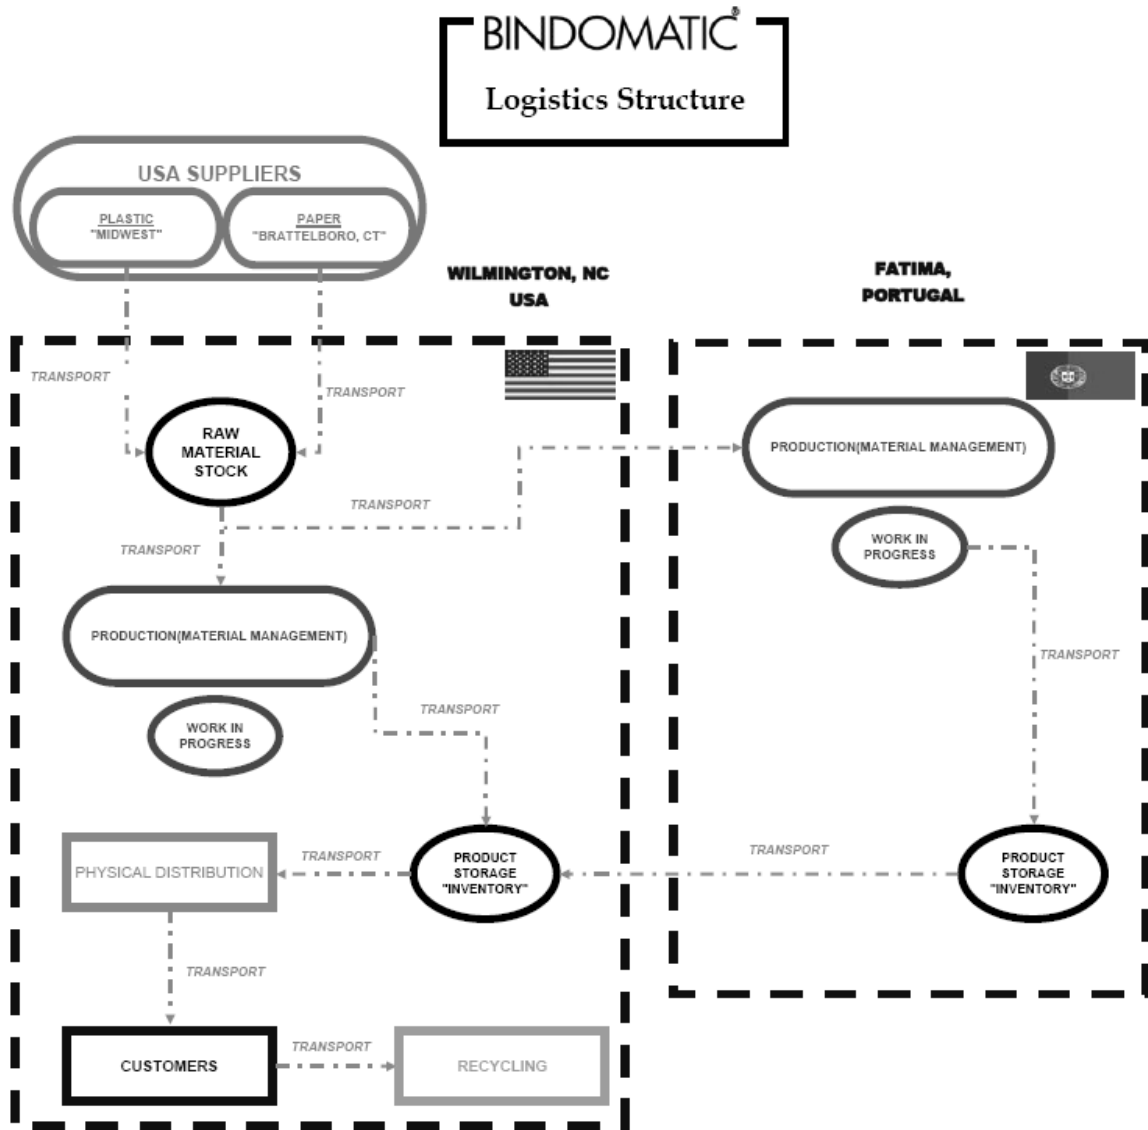 BINDOMATIC®
Logistics Structure
USA SUPPLIERS
PLASTIC
"MIDWEST"
PAPER
"BRATTELBORO, CT"
WILMINGTON, NC
USA
FATIMA,
PORTUGAL
TRANSPORT
TRANSPORT
RAW
MATERIAL
STOCK
TRANSPORT
TRANSPORT
PRODUCTION(MATERIAL MANAGEMENT)
WORK IN
PROGRESS
TRANSPORT
PRODUCTION(MATERIAL MANAGEMENT)
WORK IN
PROGRESS
TRANSPORT
PHYSICAL DISTRIBUTION
TRANSPORT
PRODUCT
STORAGE
"INVENTORY"
TRANSPORT
PRODUCT
STORAGE
"INVENTORY"
TRANSPORT
CUSTOMERS
TRANSPORT
RECYCLING